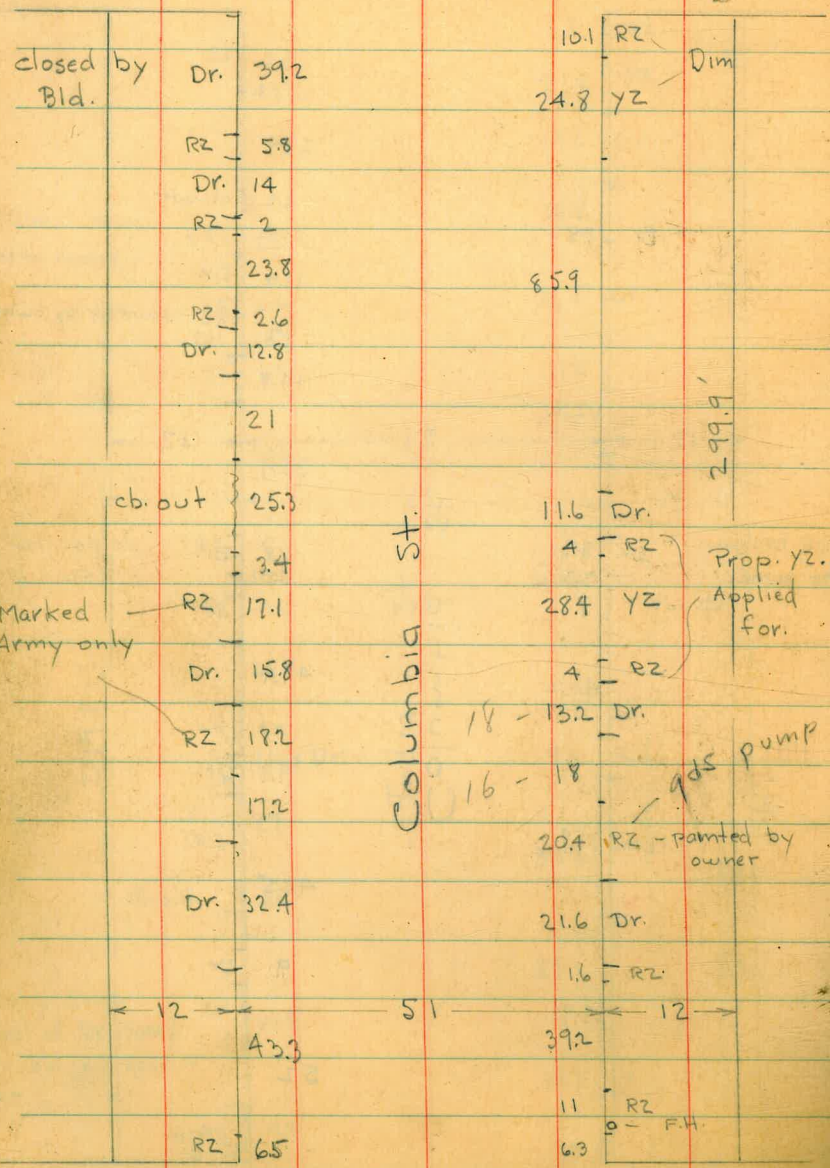 10.1 RZ
closed by Dr. 39.2
Bld.
Dim
24.8 YZ
RZ 5.8
Dr. 14
RZ 2
23.8
85.9
RZ 2.6
Dr. 12.8
21
299.9'
cb. out 25.3
11.6 Dr.
4 RZ
3.4
Prop. YZ.
Applied
for.
Marked
Army only
RZ 17.1
28.4 YZ
Columbia St.
Dr. 15.8
4 RZ
18 - 13.2 Dr.
RZ 18.2
16 - 18
gas pump
17.2
20.4 RZ - painted by
owner
Dr. 32.4
21.6 Dr.
1.6 RZ.
12 51 12
43.3
39.2
11 RZ
F.H.
RZ 6.5
6.3